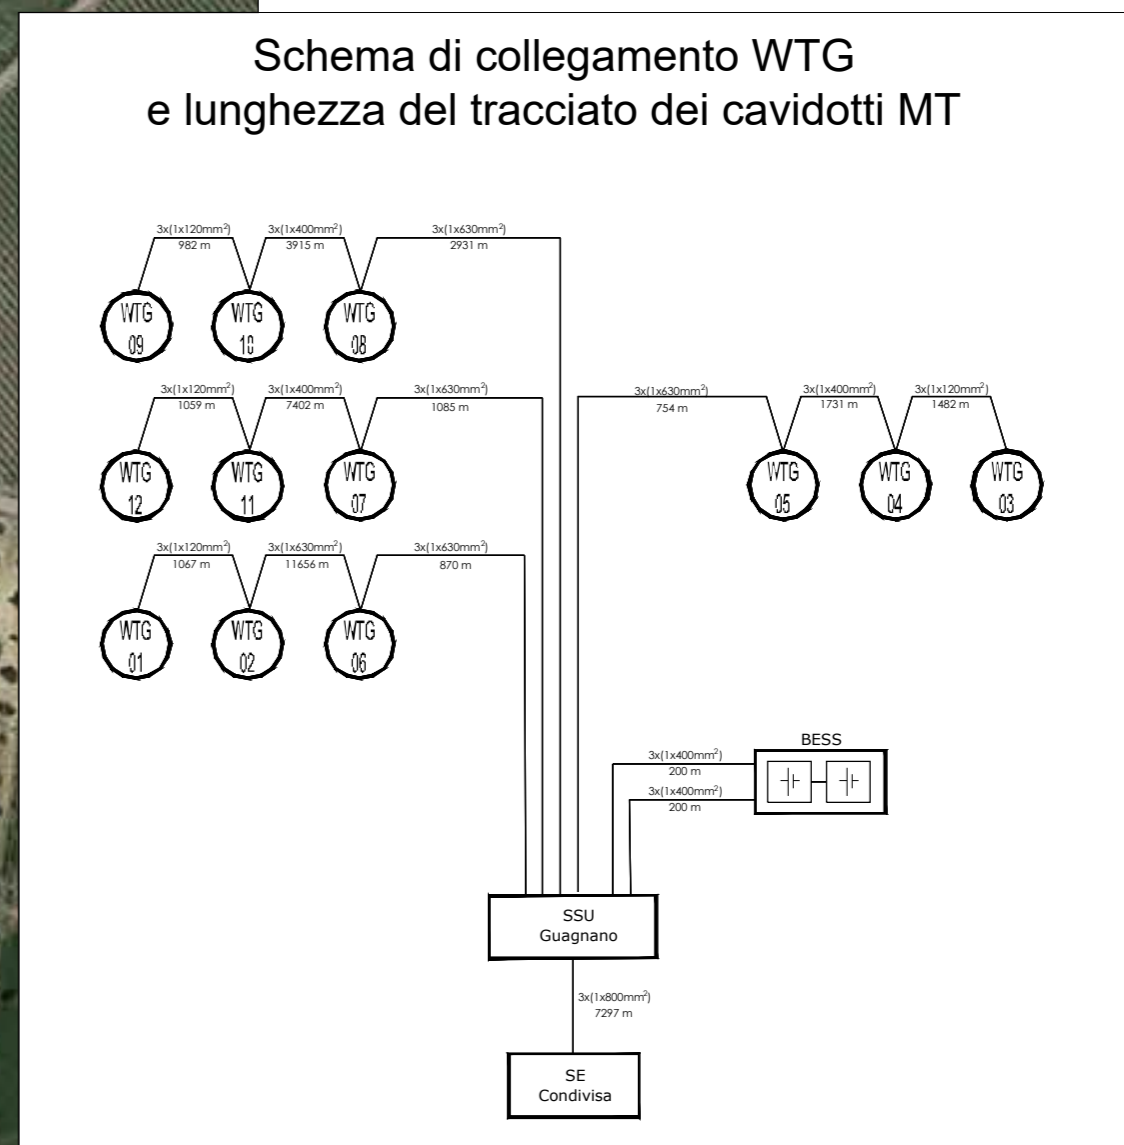 Schema di collegamento WTG
e lunghezza del tracciato dei cavidotti MT
3x(1x120mm²)
982 m
3x(1x400mm²)
3915 m
3x(1x630mm²)
2931 m
WTG
09
WTG
10
WTG
08
3x(1x120mm²)
1059 m
3x(1x400mm²)
7402 m
3x(1x630mm²)
1085 m
WTG
12
WTG
11
WTG
07
3x(1x630mm²)
754 m
3x(1x400mm²)
1731 m
3x(1x120mm²)
1482 m
WTG
05
WTG
04
WTG
03
3x(1x120mm²)
1067 m
3x(1x630mm²)
11656 m
3x(1x630mm²)
870 m
WTG
01
WTG
02
WTG
06
BESS
3x(1x400mm²)
200 m
3x(1x400mm²)
200 m
SSU
Guagnano
3x(1x800mm²)
7297 m
SE
Condivisa